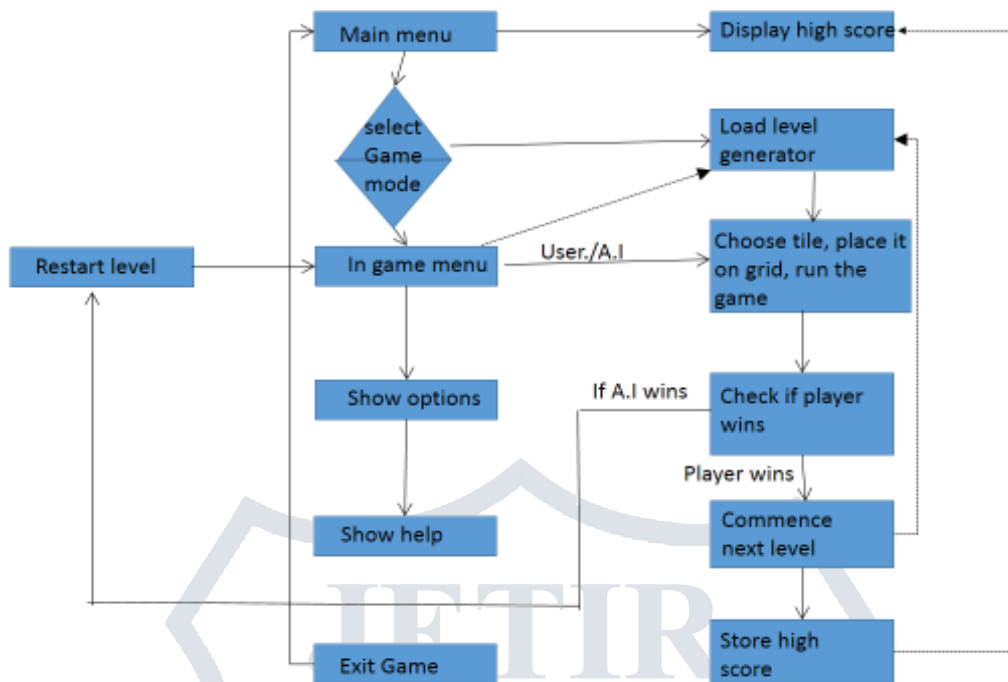 Main menu
Display high score
select
Game
mode
Load level
generator
Restart level
In game menu
User./A.I
Choose tile, place it
on grid, run the
game
Show options
If A.I wins
Check if player
wins
Player wins
Show help
Commence
next level
JETIR
Exit Game
Store high
score